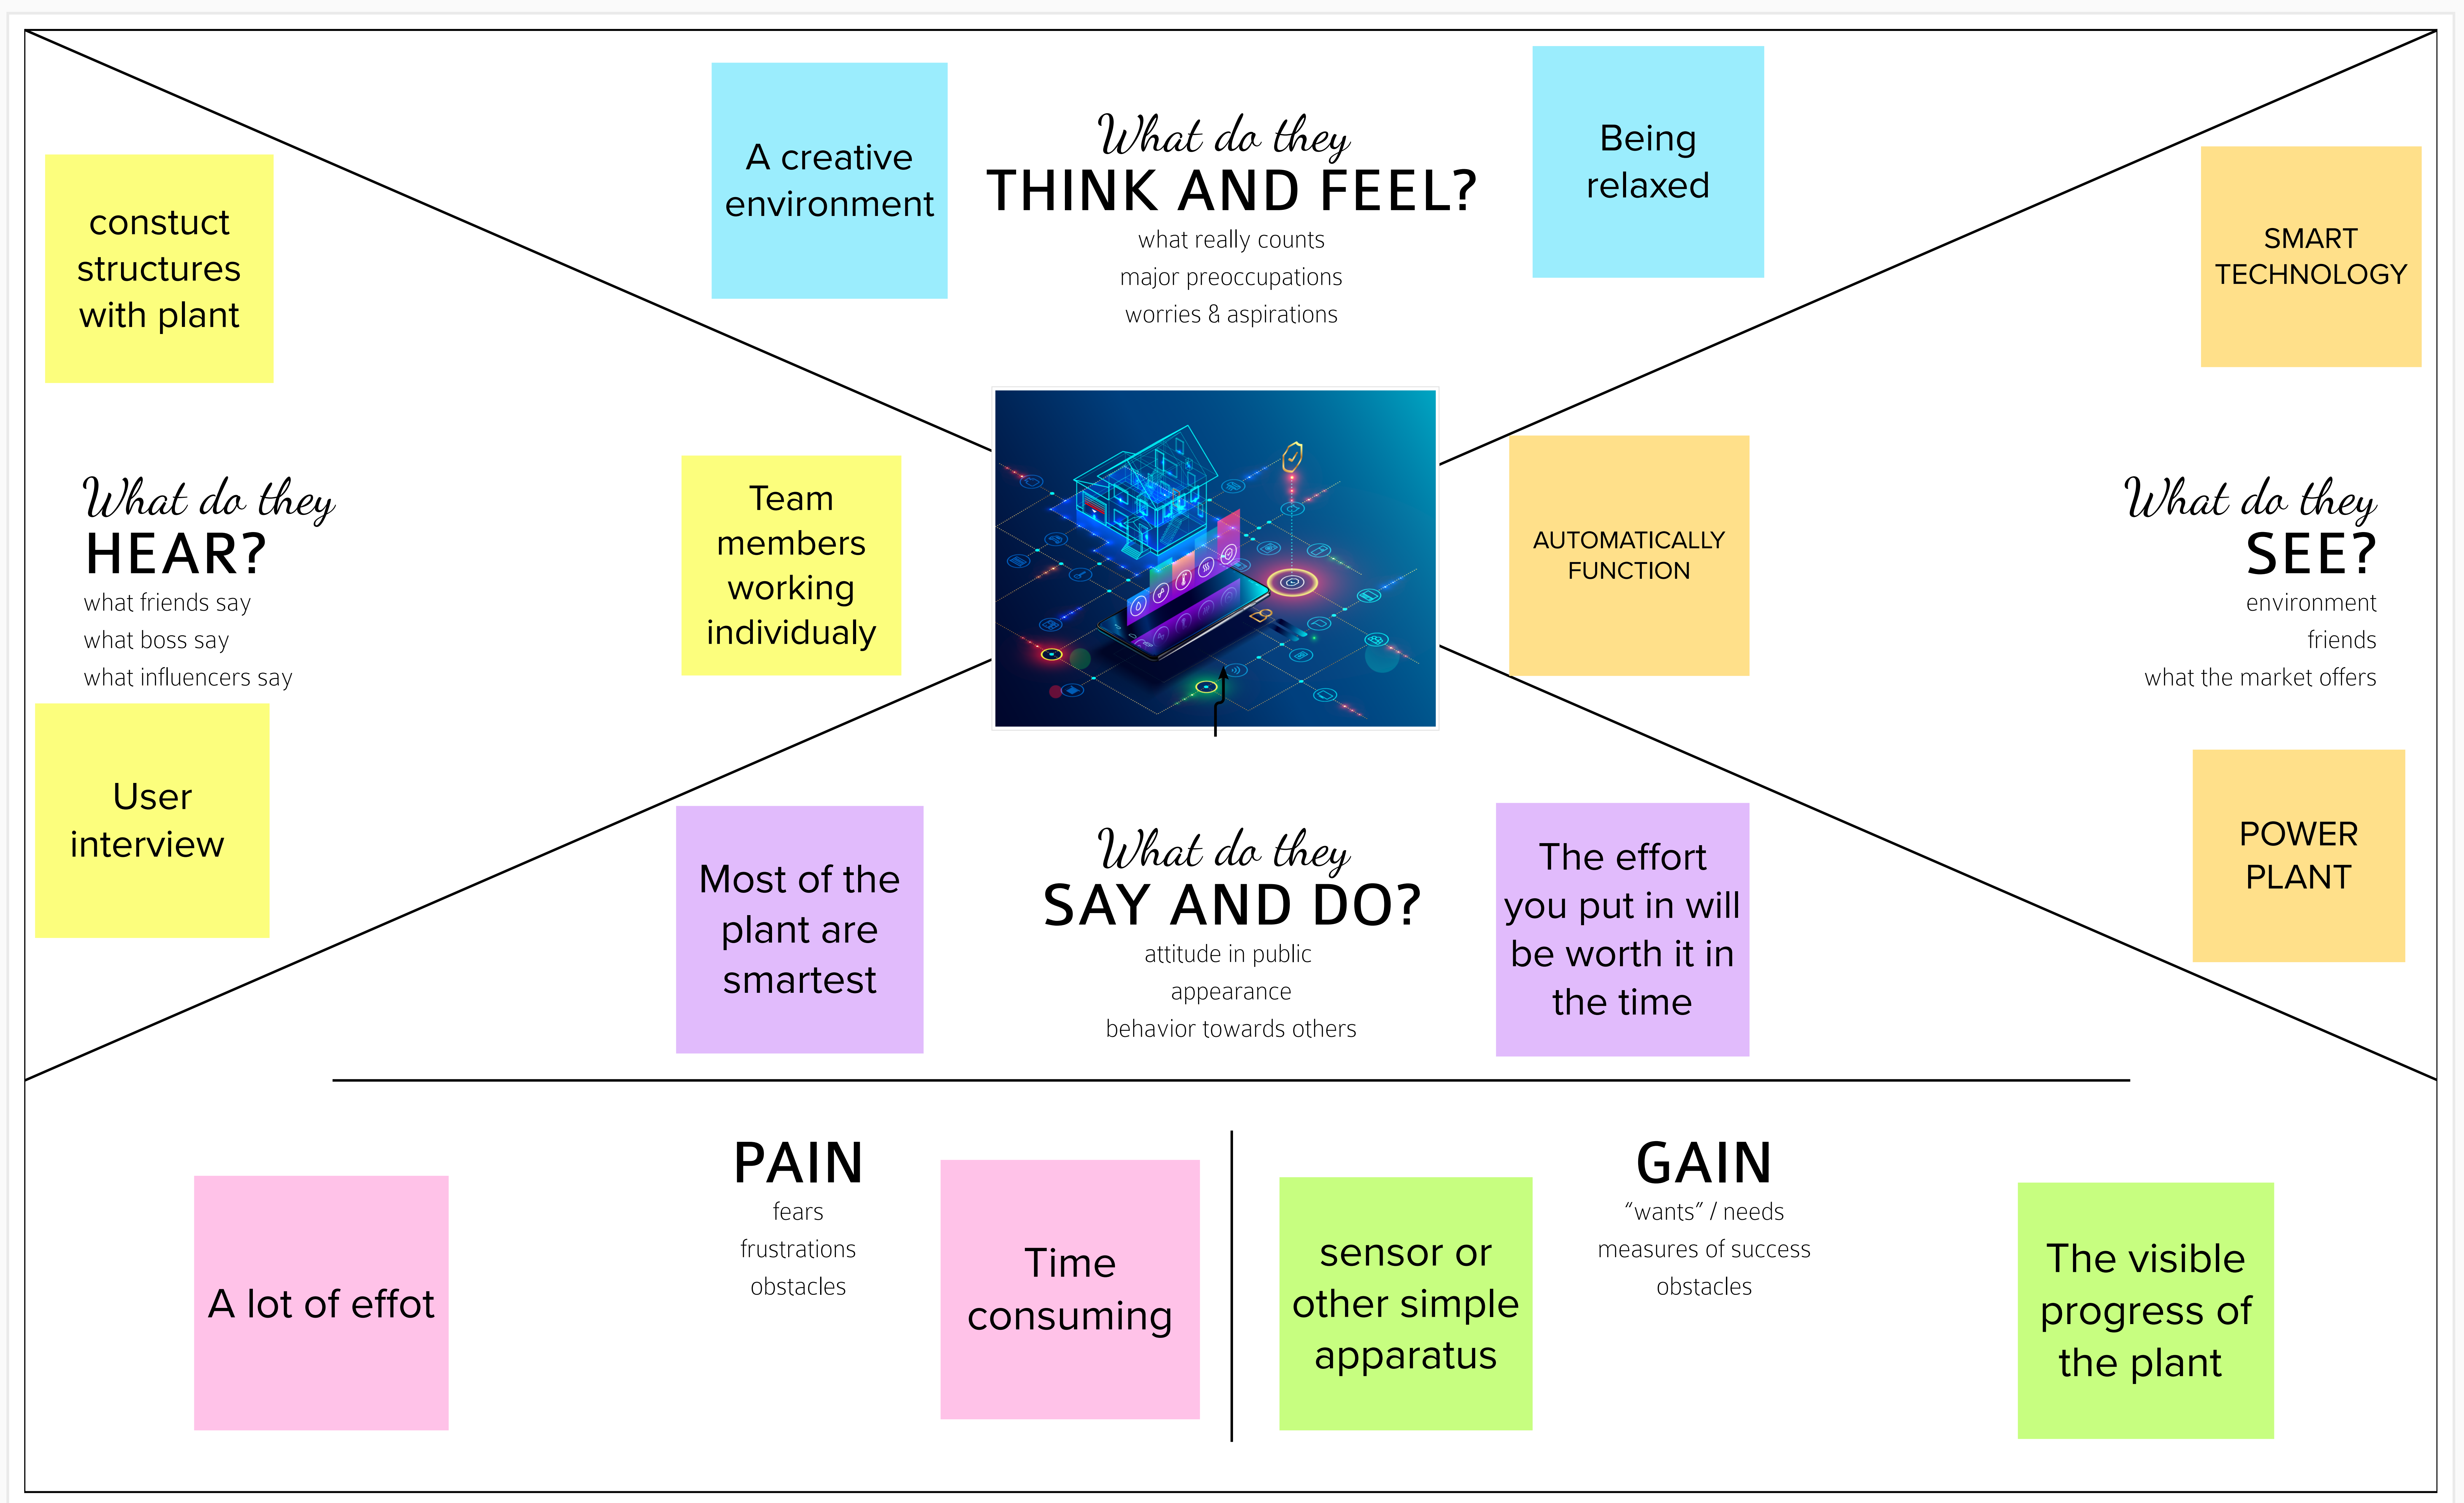 A creative
environment
What do they
THINK AND FEEL?
what really counts
major preoccupations
worries & aspirations
Being
relaxed
constuct
structures
with plant
What do they
HEAR?
what friends say
what boss say
what influencers say
Team
members
working
individualy
User
interview
SMART
TECHNOLOGY
AUTOMATICALLY
FUNCTION
What do they
SEE?
environment
friends
what the market offers
POWER
PLANT
Most of the
plant are
smartest
What do they
SAY AND DO?
attitude in public
appearance
behavior towards others
The effort
you put in will
be worth it in
the time
PAIN
fears
frustrations
obstacles
A lot of effot
Time
consuming
GAIN
“wants” / needs
measures of success
obstacles
sensor or
other simple
apparatus
The visible
progress of
the plant